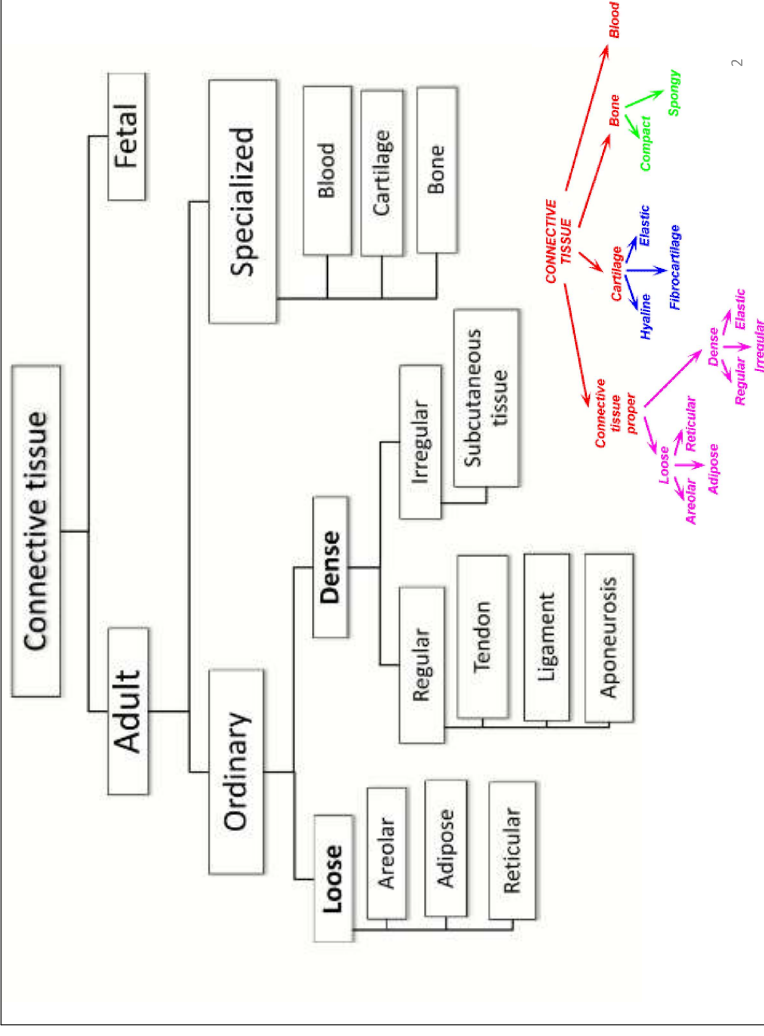 Connective tissue
Adult
Fetal
Ordinary
Specialized
Loose
Dense
Blood
Cartilage
Bone
Areolar
Adipose
Reticular
Regular
Irregular
Tendon
Ligament
Aponeurosis
Subcutaneous
tissue
CONNECTIVE
TISSUE
Connective
tissue
proper
Cartilage
Bone
Blood
Loose
Dense
Hyaline
Elastic
Fibrocartilage
Compact
Spongy
Areolar
Reticular
Adipose
Regular
Elastic
Irregular
2